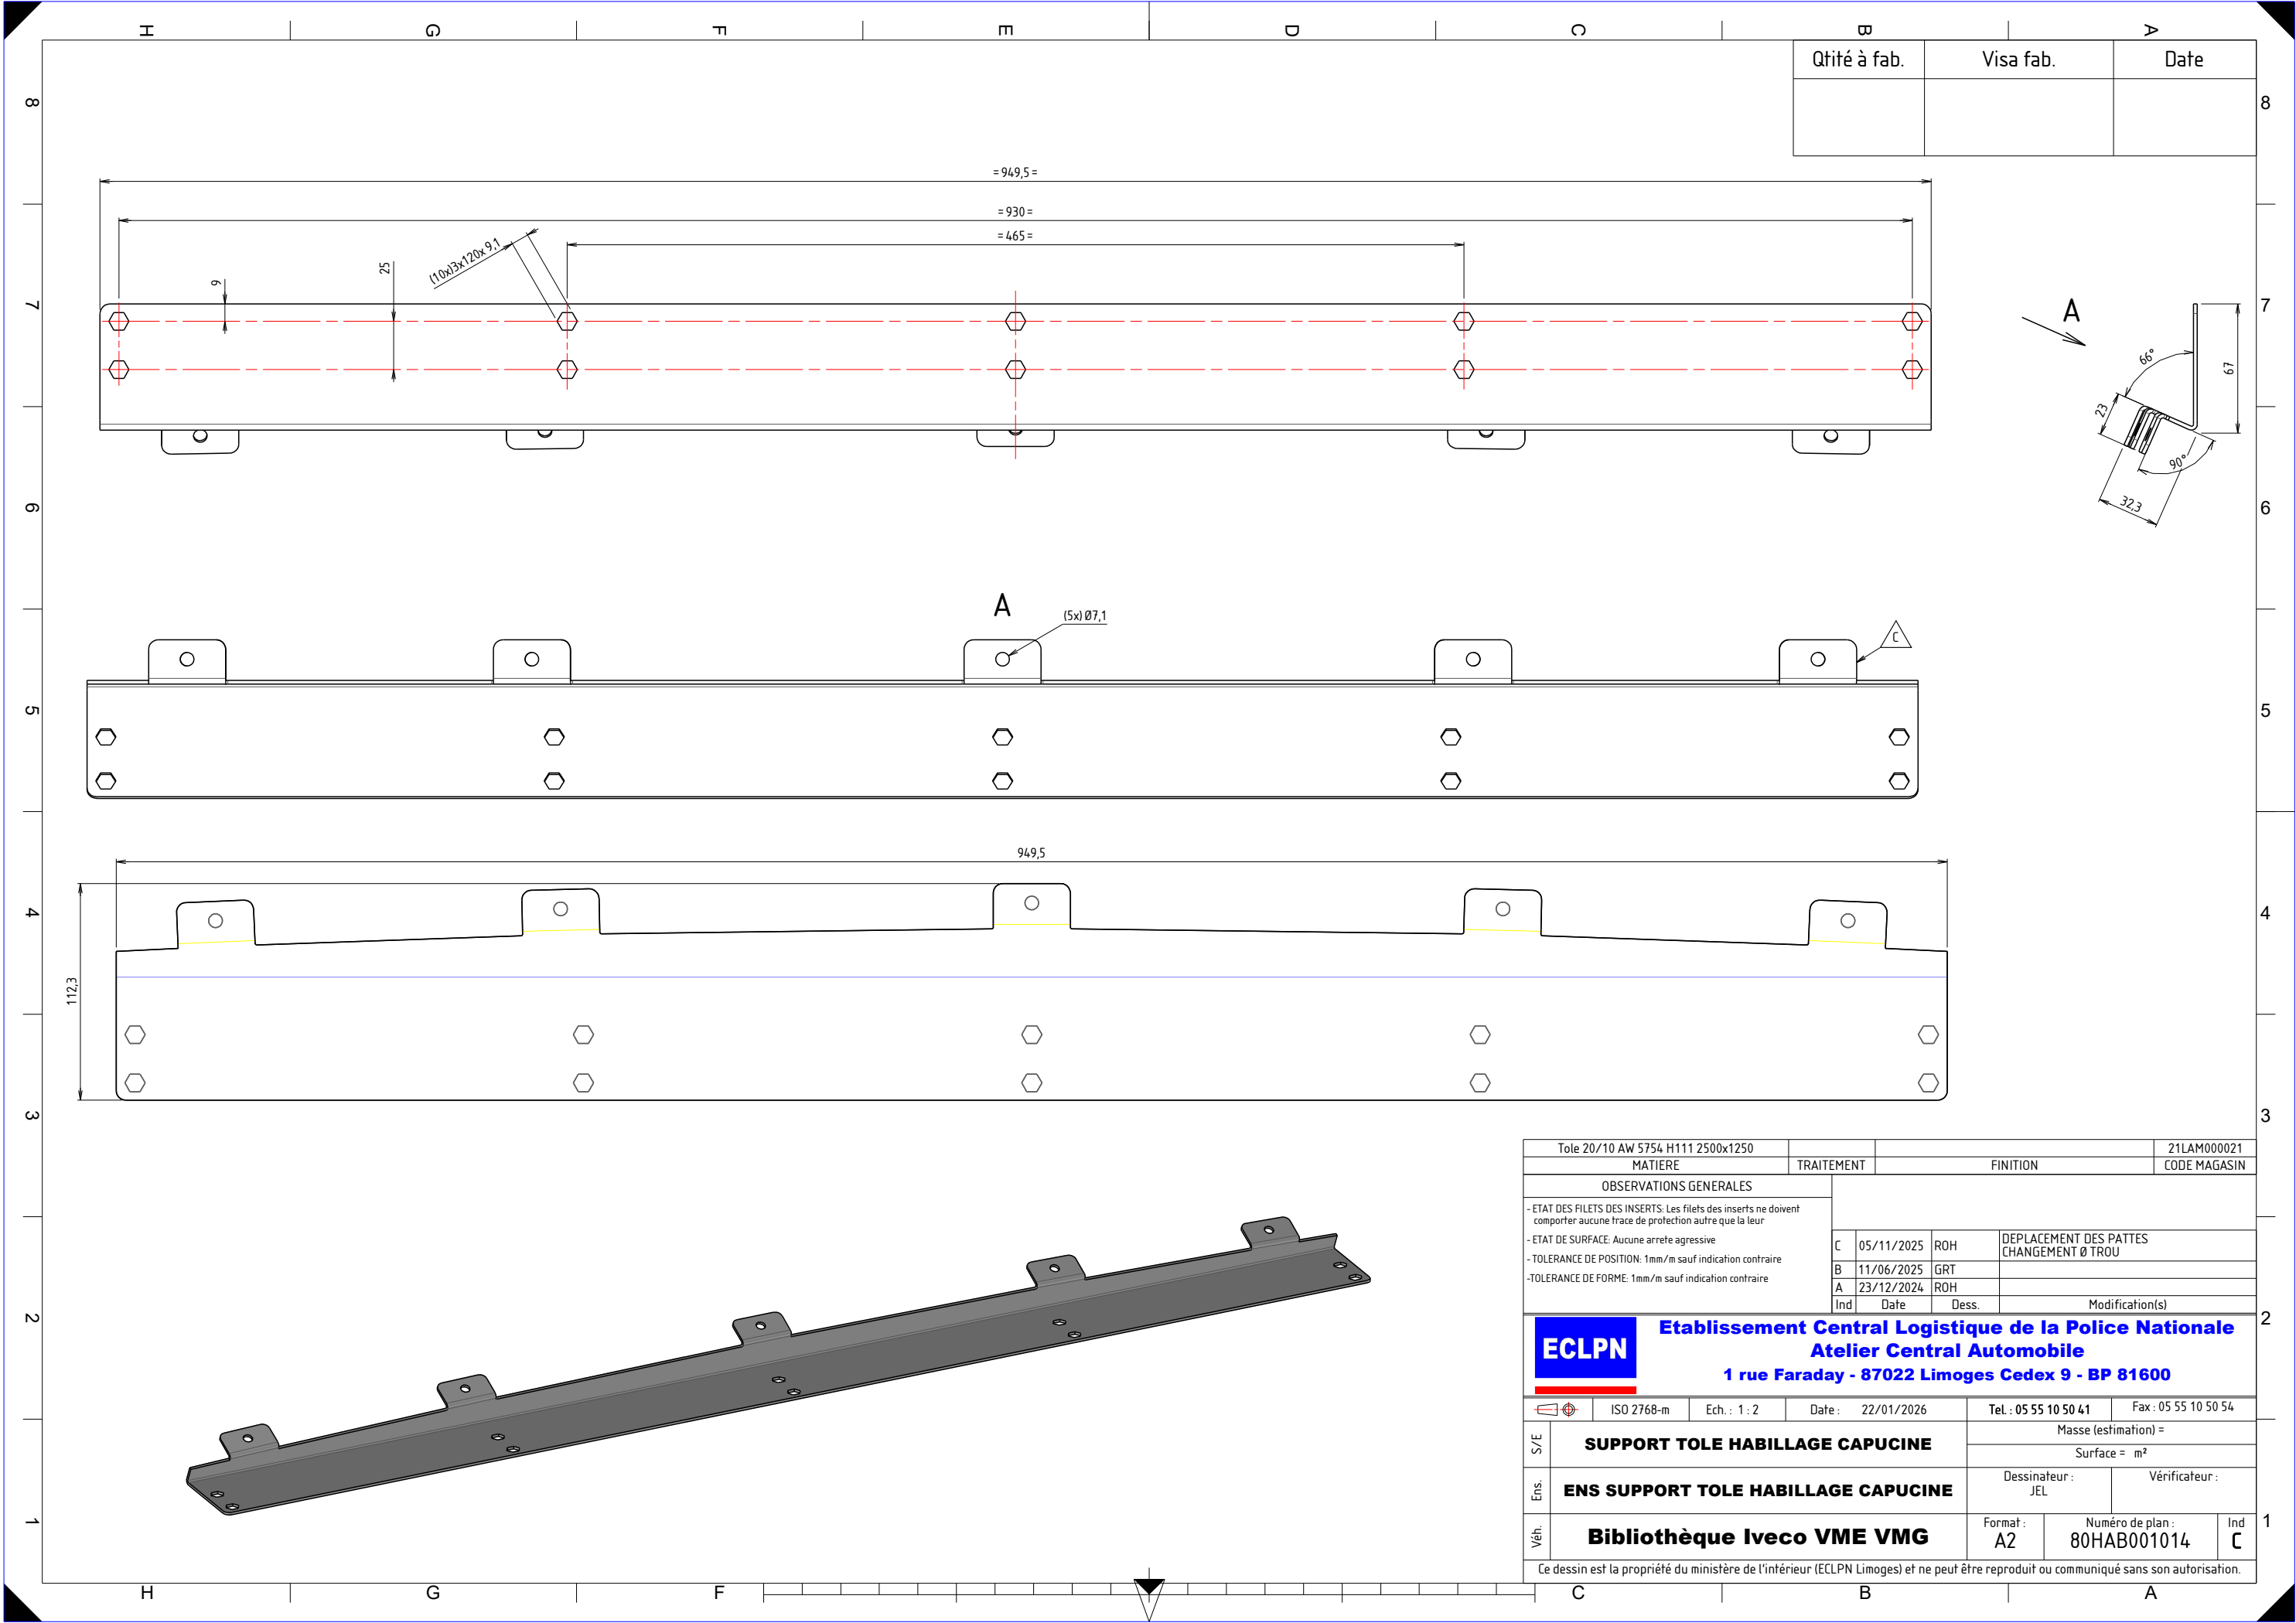 H G F E D C B A
Qtité à fab. Visa fab. Date
8 8
= 949,5 =
= 930 =
= 465 =
(10x)3x120x 9,1
25
9
7 7
A
66°
67
23
90°
32,3
6 6
A
(5x) Ø7,1
C
5 5
949,5
4 4
112,3
3 3
Tole 20/10 AW 5754 H111 2500x1250 21LAM000021
MATIERE TRAITEMENT FINITION CODE MAGASIN
OBSERVATIONS GENERALES
- ETAT DES FILETS DES INSERTS: Les filets des inserts ne doivent
comporter aucune trace de protection autre que la leur
- ETAT DE SURFACE: Aucune arrete agressive
- TOLERANCE DE POSITION: 1mm/m sauf indication contraire
-TOLERANCE DE FORME: 1mm/m sauf indication contraire
C 05/11/2025 ROH DEPLACEMENT DES PATTES
CHANGEMENT Ø TROU
B 11/06/2025 GRT
A 23/12/2024 ROH
Ind Date Dess. Modification(s)
2 2
ECLPN
Etablissement Central Logistique de la Police Nationale
Atelier Central Automobile
1 rue Faraday - 87022 Limoges Cedex 9 - BP 81600
ISO 2768-m Ech. : 1 : 2 Date : 22/01/2026 Tel. : 05 55 10 50 41 Fax : 05 55 10 50 54
S/E SUPPORT TOLE HABILLAGE CAPUCINE
Masse (estimation) =
Surface = m²
Ens. ENS SUPPORT TOLE HABILLAGE CAPUCINE
Dessinateur : Vérificateur :
JEL
1 1
Véh. Bibliothèque Iveco VME VMG
Format : Numéro de plan : Ind
A2 80HAB001014 C
Ce dessin est la propriété du ministère de l'intérieur (ECLPN Limoges) et ne peut être reproduit ou communiqué sans son autorisation.
H G F C B A